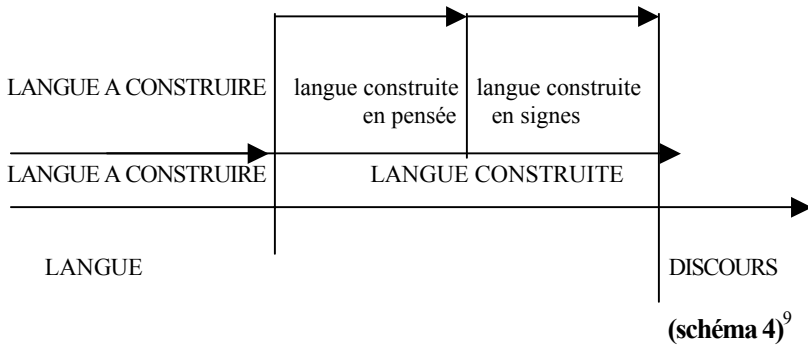 LANGUE A CONSTRUIRE langue construite langue construite
en pensée en signes
LANGUE A CONSTRUIRE LANGUE CONSTRUITE
LANGUE DISCOURS
(schéma 4)9